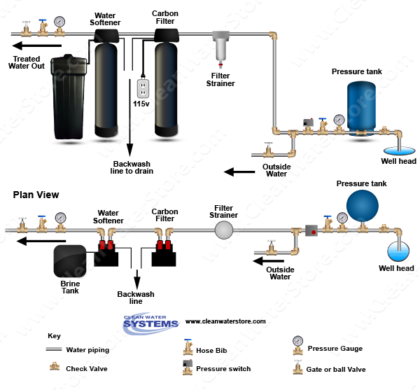 Water
Softener
Carbon
Filter
Treated
Water Out
115v
Filter
Strainer
Pressure tank
Backwash
line to drain
Outside
Water
Well head
Plan View
Pressure tank
Water
Softener
Carbon
Filter
Filter
Strainer
Brine
Tank
Backwash
line
Outside
Water
Well head
CLEAN WATER
SYSTEMS
www.cleanwaterstore.com
Key
Water piping
Hose Bib
Pressure Gauge
Check Valve
Pressure switch
Gate or ball Valve